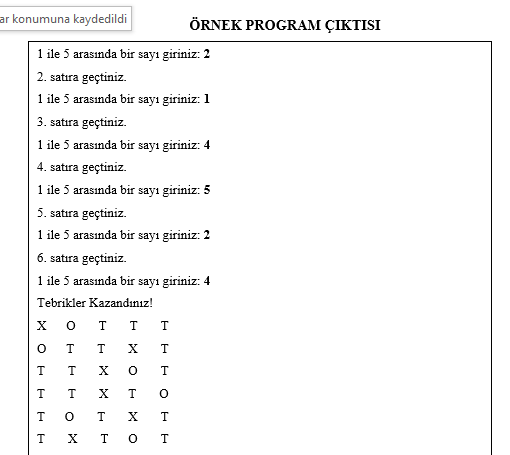 ar konumuna kaydedildi
ÖRNEK PROGRAM ÇIKTISI
1 ile 5 arasında bir sayı giriniz: 2
2. satıra geçtiniz.
1 ile 5 arasında bir sayı giriniz: 1
3. satıra geçtiniz.
1 ile 5 arasında bir sayı giriniz: 4
4. satıra geçtiniz.
1 ile 5 arasında bir sayı giriniz: 5
5. satıra geçtiniz.
1 ile 5 arasında bir sayı giriniz: 2
6. satıra geçtiniz.
1 ile 5 arasında bir sayı giriniz: 4
Tebrikler Kazandınız!
X O T T T
O T T X T
T T X O T
T T X T O
T O T X T
T X T O T